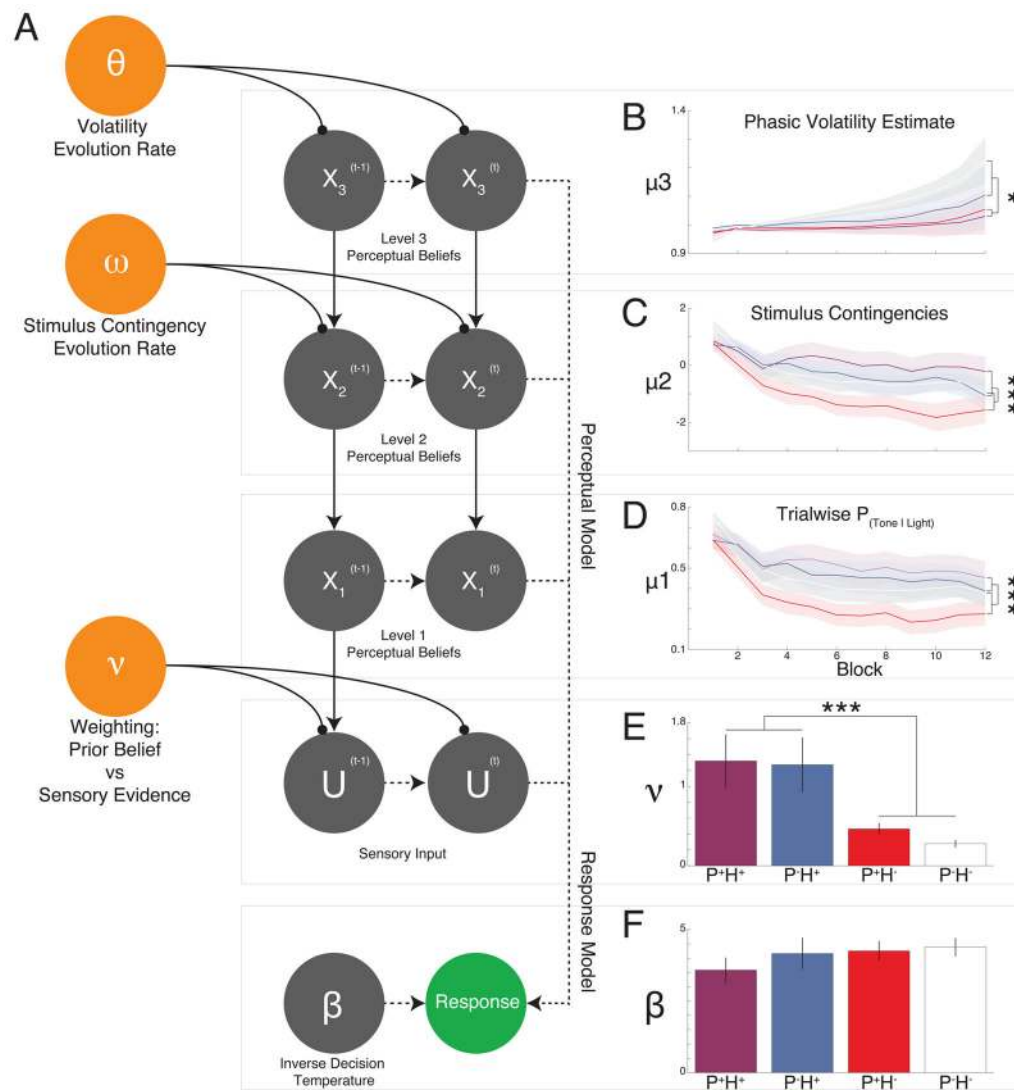 A
θ
Volatility
Evolution Rate
X3 (t-1)
X3 (t)
Level 3
Perceptual Beliefs
ω
Stimulus Contingency
Evolution Rate
X2 (t-1)
X2 (t)
Level 2
Perceptual Beliefs
X1 (t-1)
X1 (t)
Level 1
Perceptual Beliefs
ν
Weighting:
Prior Belief
vs
Sensory Evidence
U (t-1)
U (t)
Sensory Input
β
Response
Inverse Decision
Temperature
Perceptual Model
Response Model
B
Phasic Volatility Estimate
1.4
μ3
0.9
*
C
Stimulus Contingencies
2
0
-2
μ2
***
D
Trialwise P(Tone | Light)
0.8
0.5
0.1
μ1
***
2 4 6 8 10 12
Block
E
1.8
1
0
ν
***
P+H+ P-H+ P+H- P-H-
F
5
0
β
P+H+ P-H+ P+H- P-H-